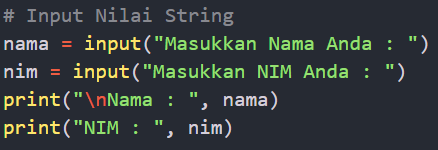 # Input Nilai String
nama = input("Masukkan Nama Anda : ")
nim = input("Masukkan NIM Anda : ")
print("\nNama : ", nama)
print("NIM : ", nim)